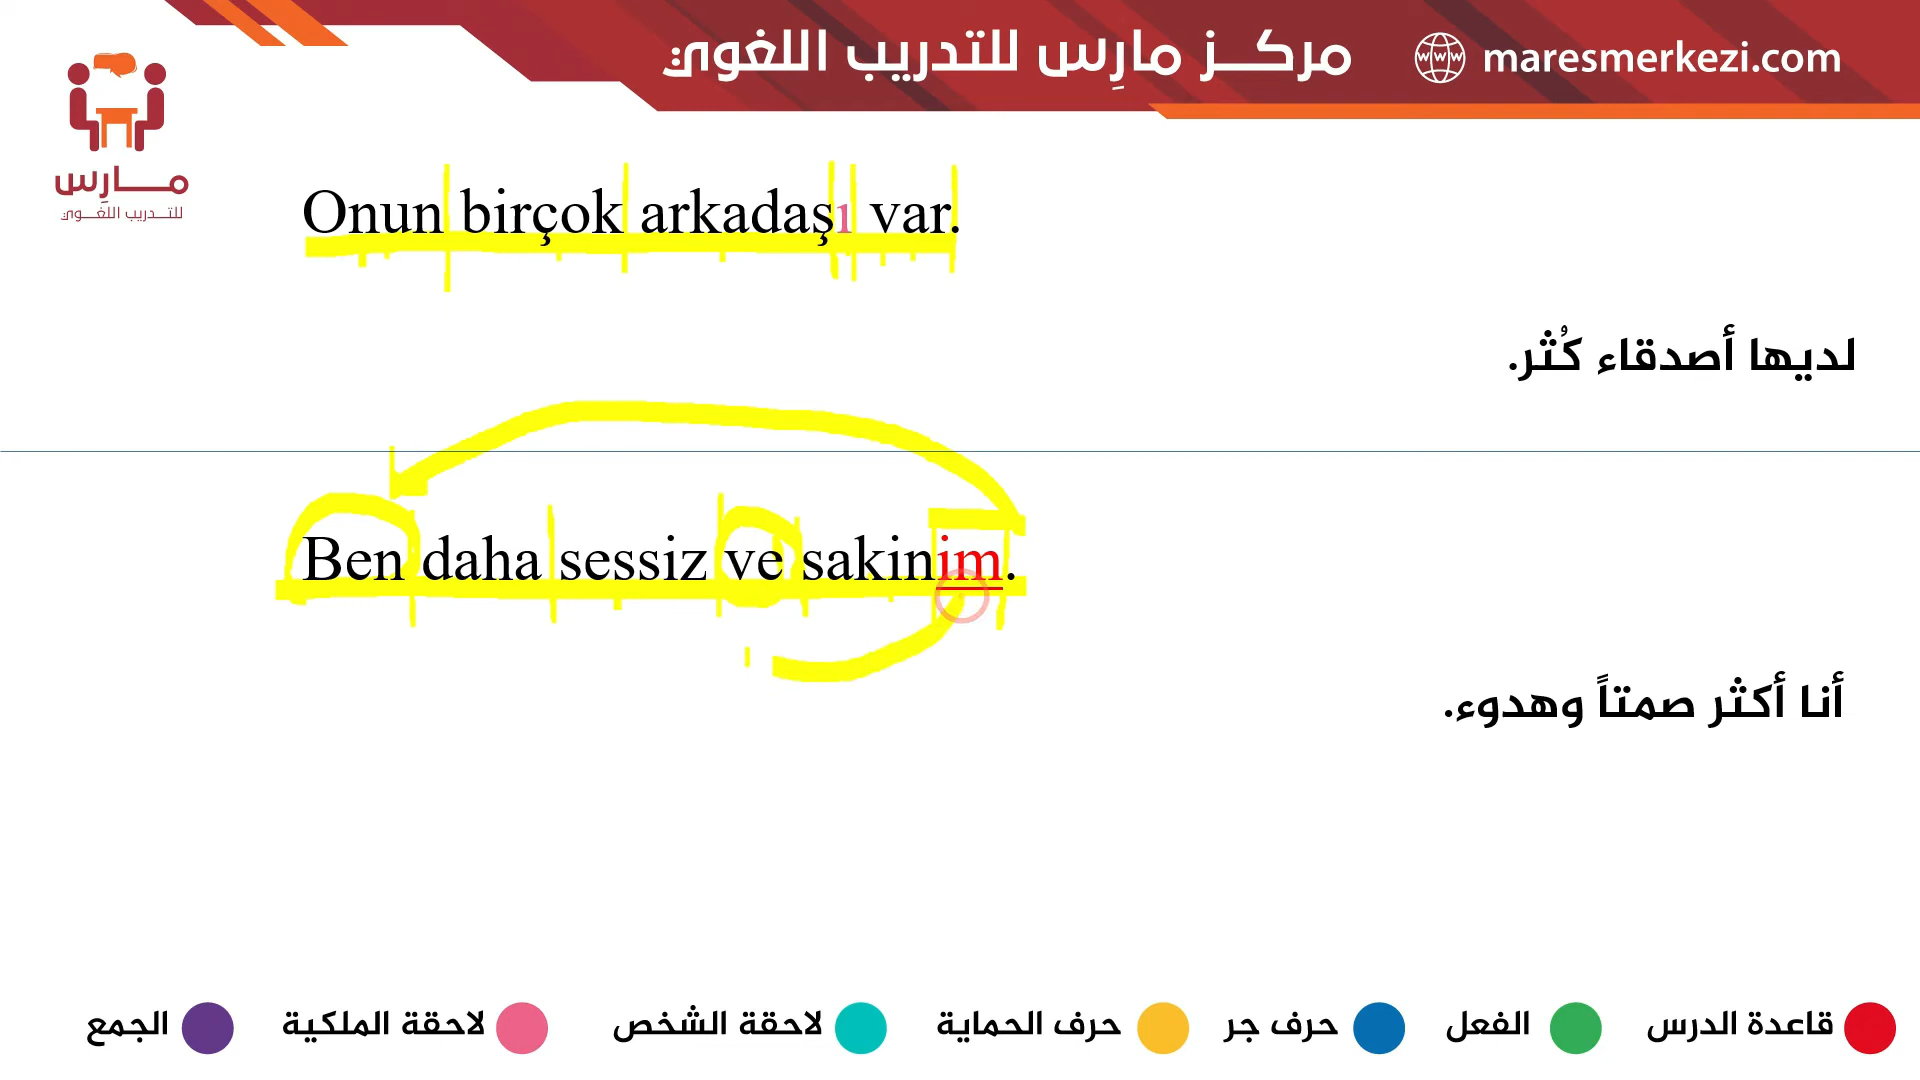 مركـــز مارِس للتدريب اللغوي
maresmerkezi.com
مـــارِس
للتـــدريب اللغـــوي
Onun birçok arkadaşı var.
لديها أصدقاء كُثر.
Ben daha sessiz ve sakinim.
أنا أكثر صمتاً وهدوء.
قاعدة الدرس
الفعل
حرف جر
حرف الحماية
لاحقة الشخص
لاحقة الملكية
الجمع